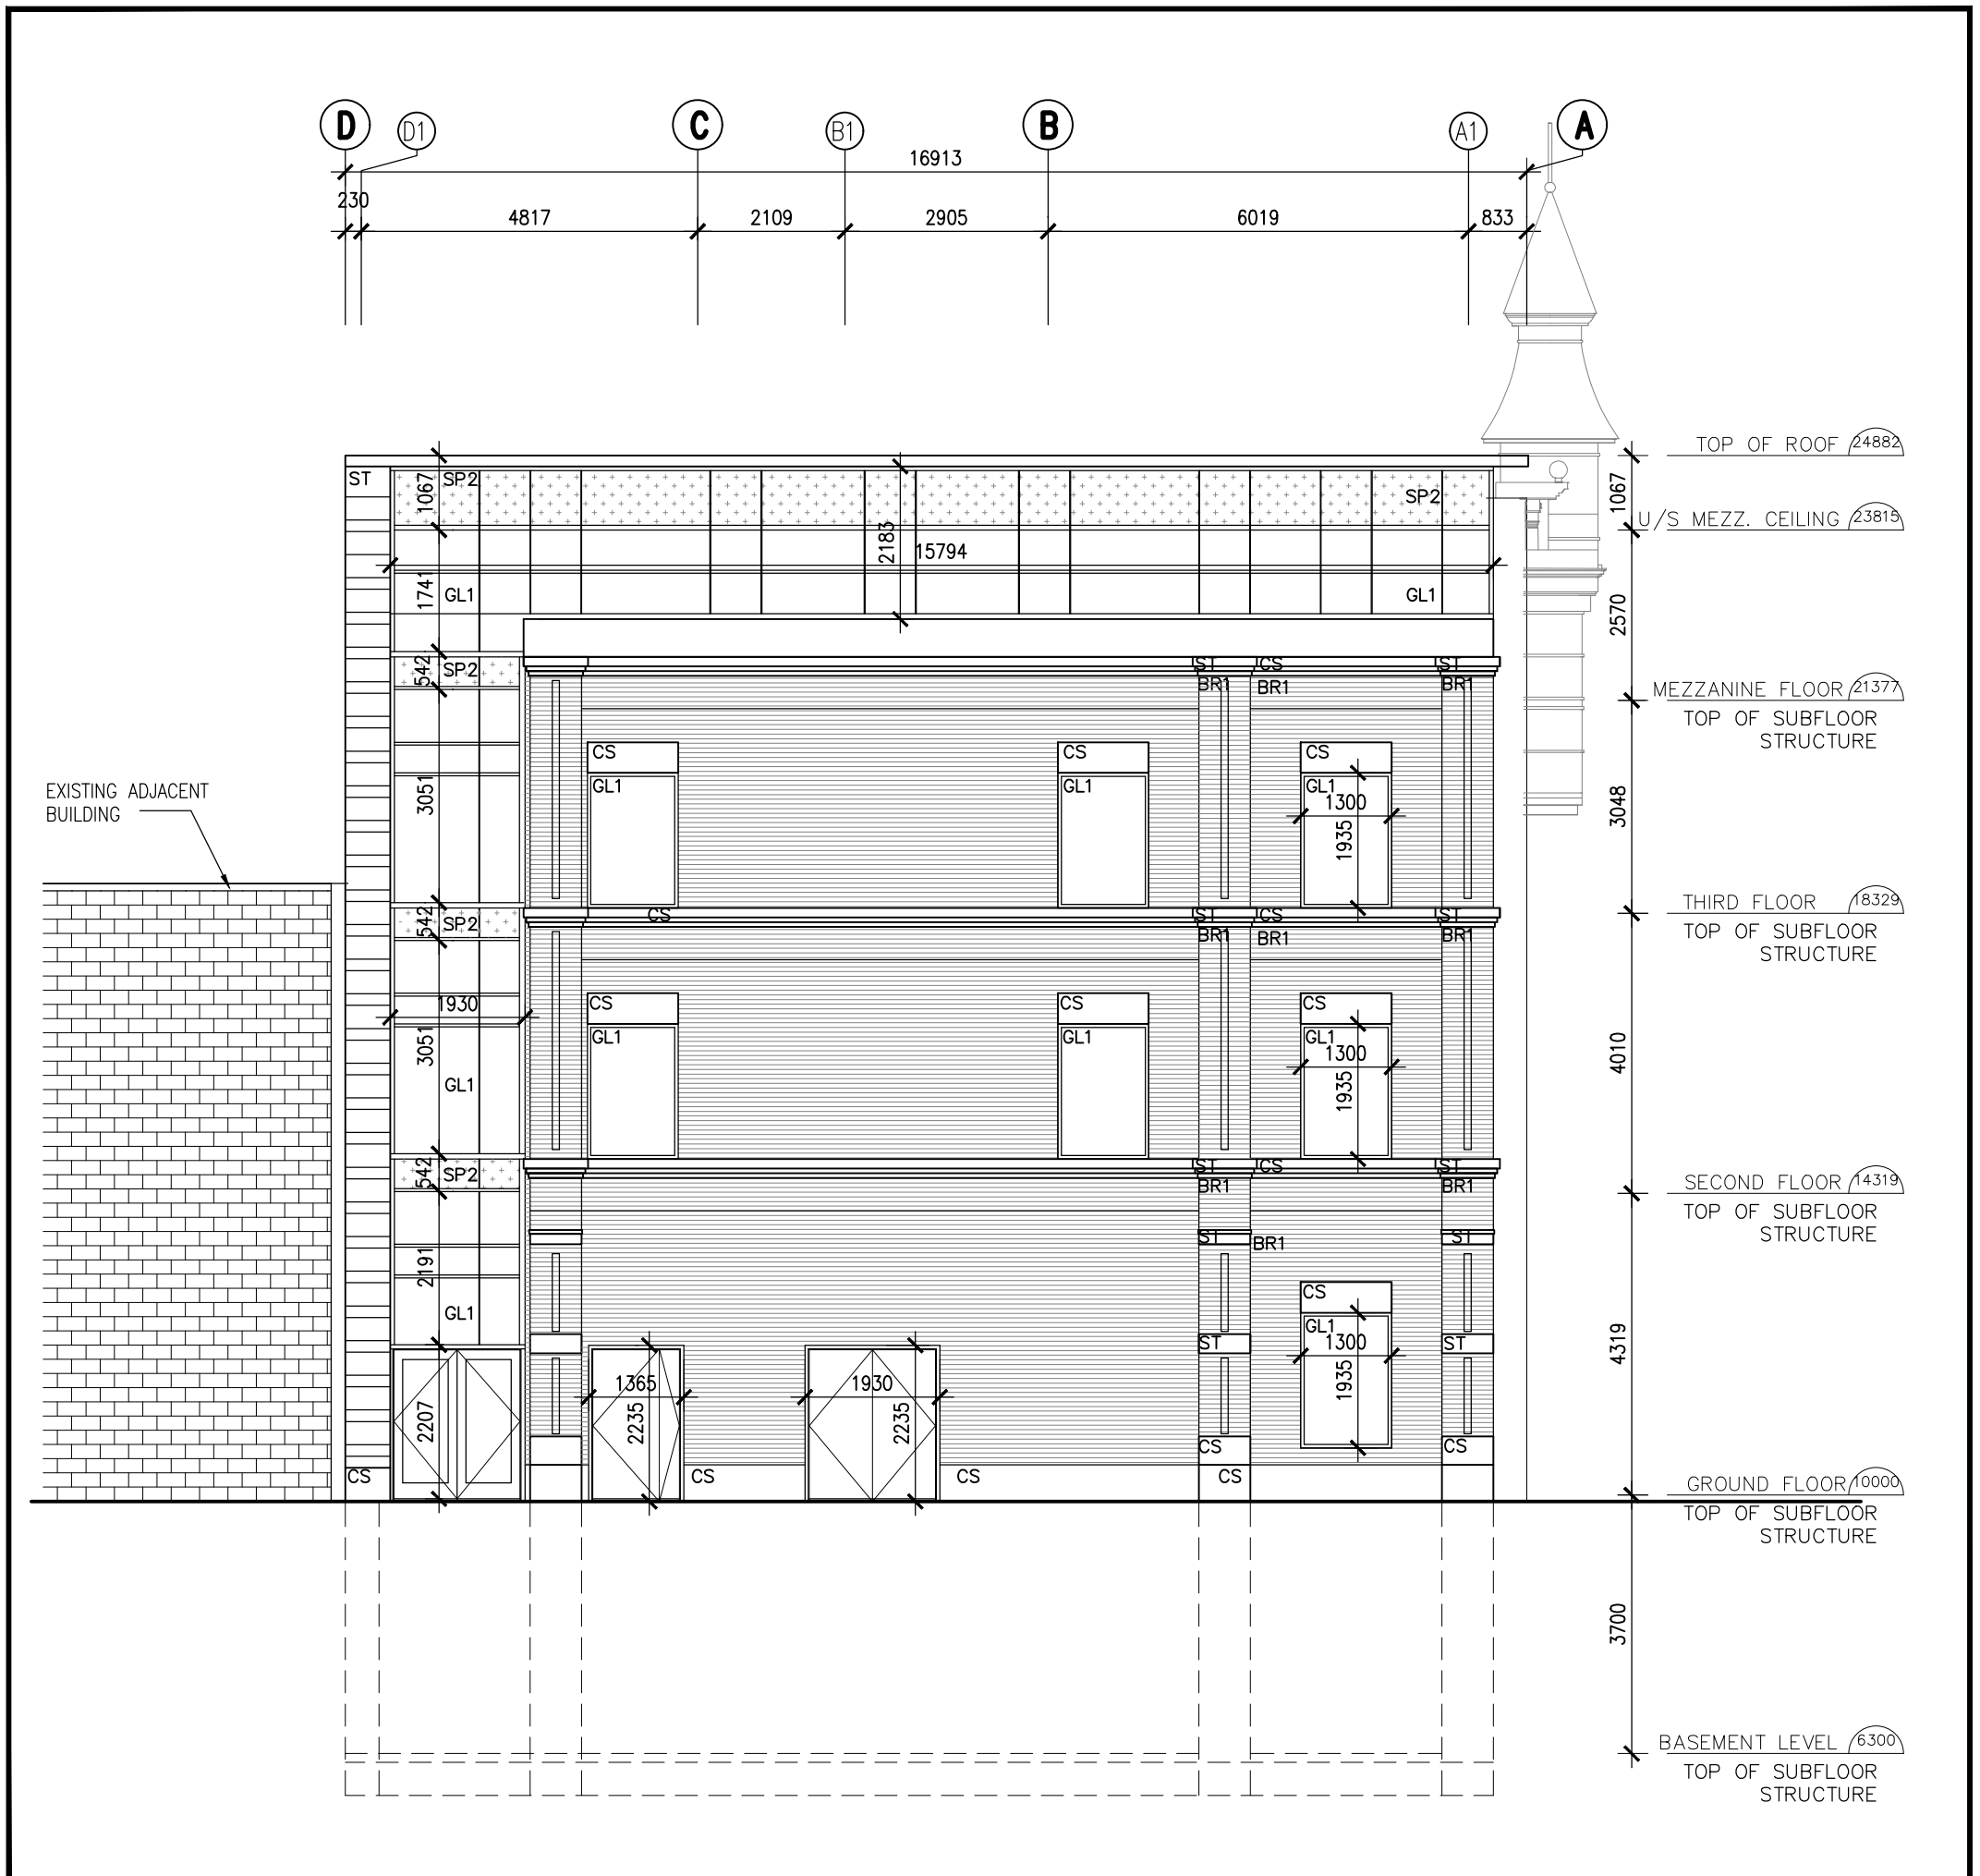 D D1 C B1 B A1 A
16913
230
4817 2109 2905 6019 833
TOP OF ROOF 24882
ST 1067 SP2 SP2 1067
U/S MEZZ. CEILING 23815
2183 15794
1741 GL1 GL1 2570
542 SP2 ST CS ST
BR1 BR1 BR1
MEZZANINE FLOOR 21377
TOP OF SUBFLOOR
STRUCTURE
CS CS CS
EXISTING ADJACENT
BUILDING
3051 GL1 GL1 GL1 3048
1300
1935
THIRD FLOOR 18329
542 SP2 CS ST CS ST
BR1 BR1 BR1
TOP OF SUBFLOOR
STRUCTURE
1930 CS CS CS
3051 GL1 GL1 GL1 4010
1300
GL1 1935
542 SP2 ST CS ST
SECOND FLOOR 14319
BR1 BR1
TOP OF SUBFLOOR
STRUCTURE
ST BR1 ST
2191 CS
GL1 GL1
ST 1300 ST 4319
1365 1930 1935
2207 2235 2235
CS CS
CS CS CS CS
GROUND FLOOR 10000
TOP OF SUBFLOOR
STRUCTURE
3700
BASEMENT LEVEL 6300
TOP OF SUBFLOOR
STRUCTURE